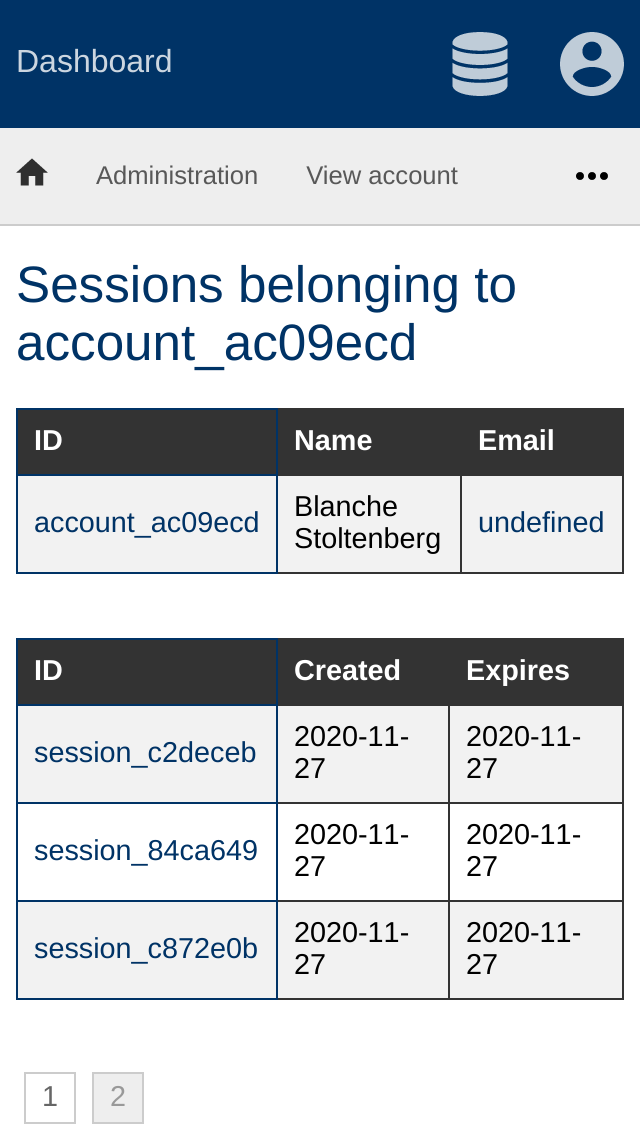 Dashboard
Administration View account
Sessions belonging to
account_ac09ecd
ID Name Email
account_ac09ecd Blanche Stoltenberg undefined
ID Created Expires
session_c2deceb 2020-11-27 2020-11-27
session_84ca649 2020-11-27 2020-11-27
session_c872e0b 2020-11-27 2020-11-27
1 2